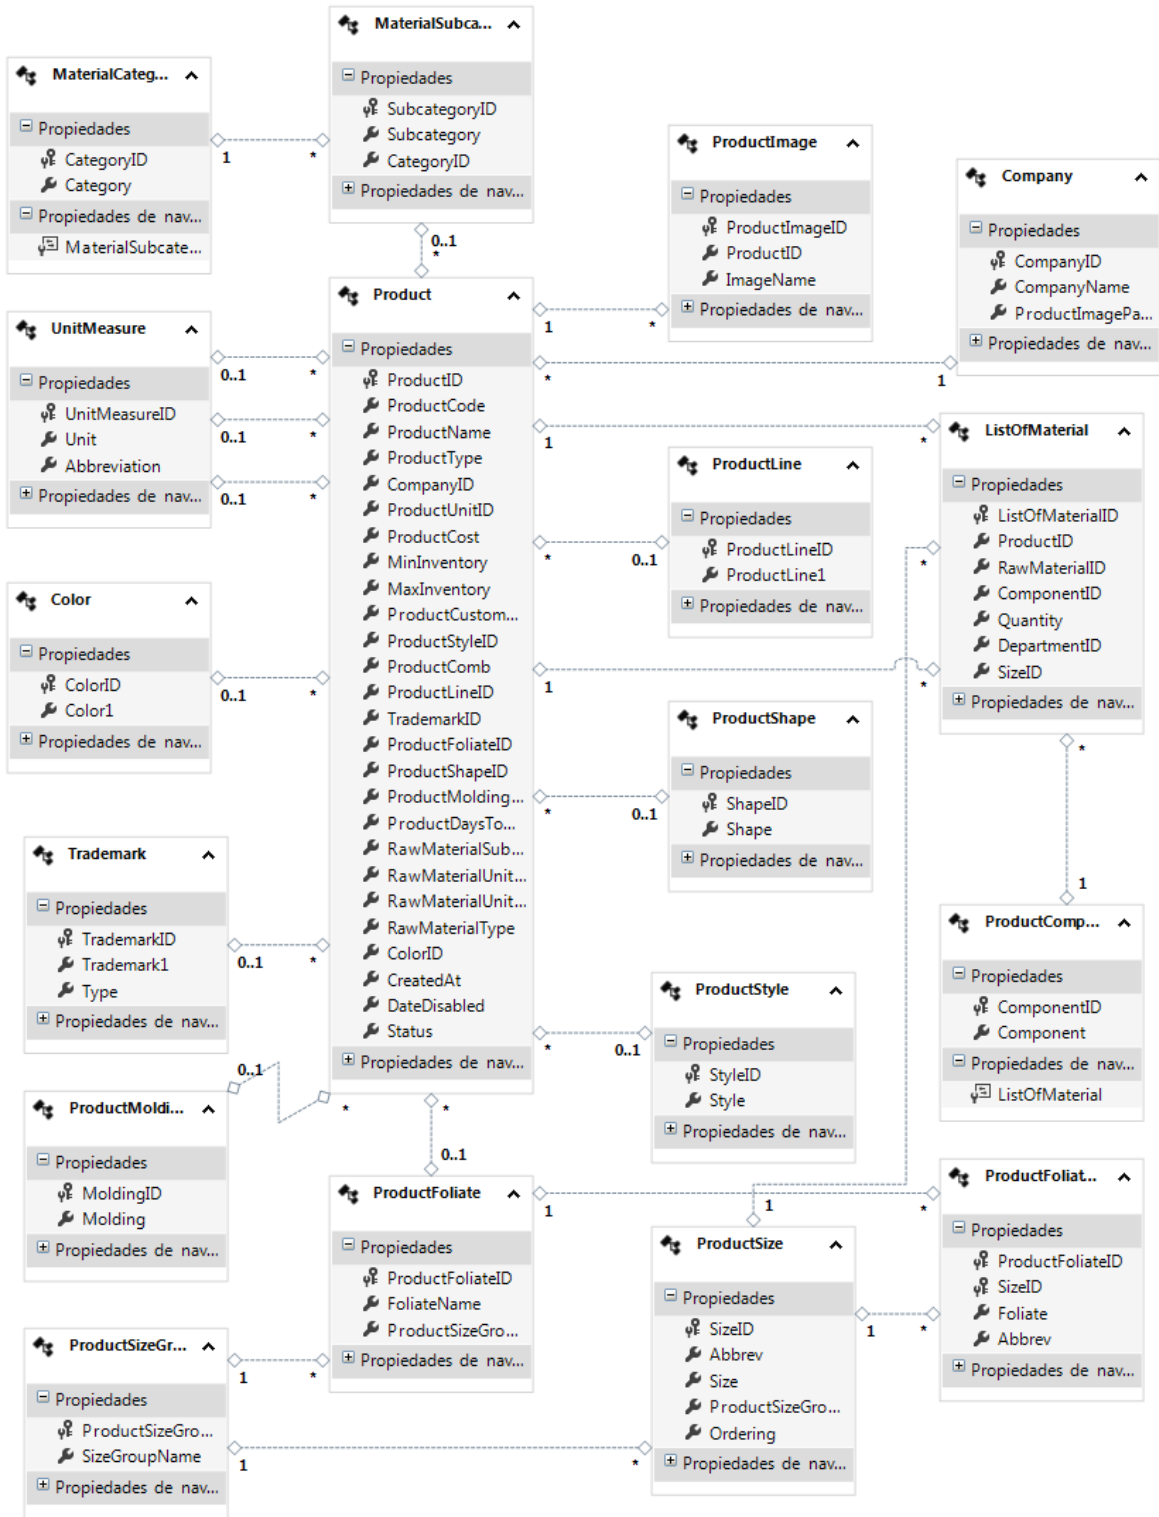 MaterialSubca...
Propiedades
SubcategoryID
Subcategory
CategoryID
Propiedades de nav...
MaterialCateg...
Propiedades
CategoryID
Category
Propiedades de nav...
MaterialSubcate...
1
*
0..1
*
ProductImage
Propiedades
ProductImageID
ProductID
ImageName
Propiedades de nav...
Company
Propiedades
CompanyID
CompanyName
ProductImagePa...
Propiedades de nav...
UnitMeasure
Propiedades
UnitMeasureID
Unit
Abbreviation
Propiedades de nav...
0..1
*
0..1
*
0..1
*
Product
Propiedades
ProductID
ProductCode
ProductName
ProductType
CompanyID
ProductUnitID
ProductCost
MinInventory
MaxInventory
ProductCustom...
ProductStyleID
ProductComb
ProductLineID
TrademarkID
ProductFoliateID
ProductShapeID
ProductMolding...
ProductDaysTo...
RawMaterialSub...
RawMaterialUnit...
RawMaterialUnit...
RawMaterialType
ColorID
CreatedAt
DateDisabled
Status
Propiedades de nav...
1
*
*
1
1
*
ListOfMaterial
Propiedades
ListOfMaterialID
ProductID
RawMaterialID
ComponentID
Quantity
DepartmentID
SizeID
Propiedades de nav...
ProductLine
Propiedades
ProductLineID
ProductLine1
Propiedades de nav...
*
0..1
*
1
*
Color
Propiedades
ColorID
Color1
Propiedades de nav...
0..1
*
ProductShape
Propiedades
ShapeID
Shape
Propiedades de nav...
*
0..1
*
1
Trademark
Propiedades
TrademarkID
Trademark1
Type
Propiedades de nav...
0..1
*
ProductComp...
Propiedades
ComponentID
Component
Propiedades de nav...
ListOfMaterial
ProductStyle
Propiedades
StyleID
Style
Propiedades de nav...
*
0..1
0..1
*
ProductMoldi...
Propiedades
MoldingID
Molding
Propiedades de nav...
*
0..1
ProductFoliate
Propiedades
ProductFoliateID
FoliateName
ProductSizeGro...
Propiedades de nav...
1
*
1
ProductFoliat...
Propiedades
ProductFoliateID
SizeID
Foliate
Abbrev
Propiedades de nav...
ProductSize
Propiedades
SizeID
Abbrev
Size
ProductSizeGro...
Ordering
Propiedades de nav...
1
*
ProductSizeGr...
Propiedades
ProductSizeGro...
SizeGroupName
Propiedades de nav...
1
*
1
*